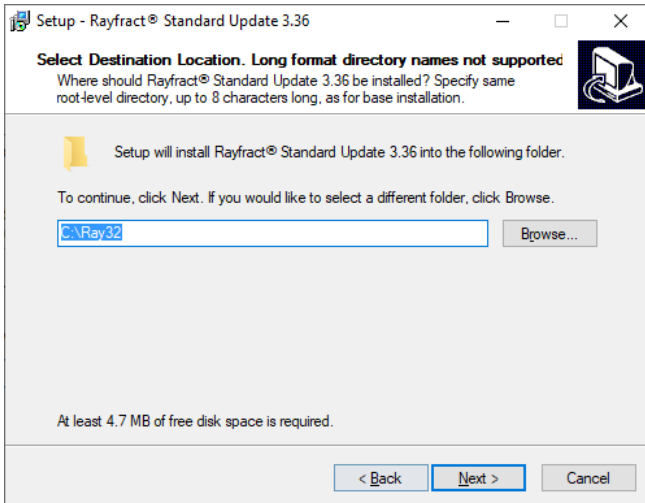 Setup - Rayfract® Standard Update 3.36
Select Destination Location. Long format directory names not supported
Where should Rayfract® Standard Update 3.36 be installed? Specify same
root-level directory, up to 8 characters long, as for base installation.
Setup will install Rayfract® Standard Update 3.36 into the following folder.
To continue, click Next. If you would like to select a different folder, click Browse.
C:\Ray32
Browse...
At least 4.7 MB of free disk space is required.
< Back
Next >
Cancel